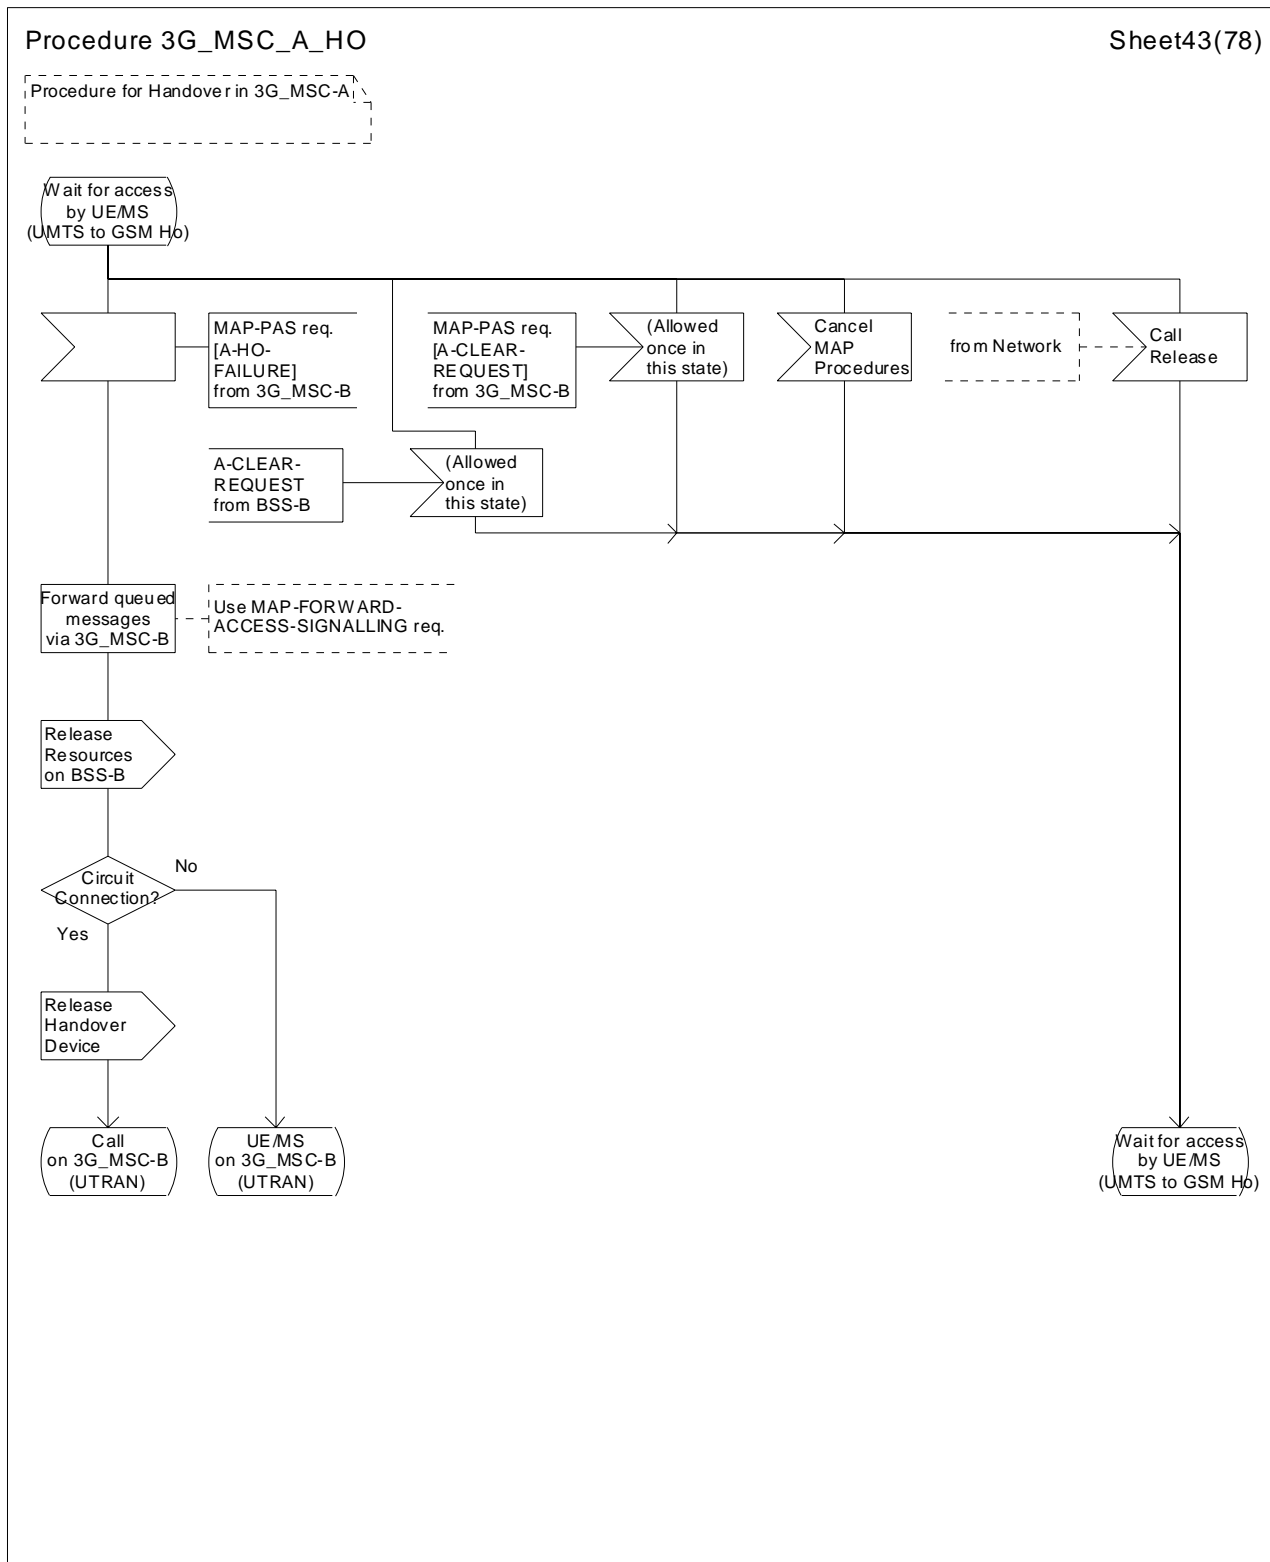 Procedure 3G_MSC_A_HO
Sheet43(78)
Procedure for Handover in 3G_MSC-A
Wait for access
by UE/MS
(UMTS to GSM Ho)
MAP-PAS req.
[A-HO-
FAILURE]
from 3G_MSC-B
MAP-PAS req.
[A-CLEAR-
REQUEST]
from 3G_MSC-B
(Allowed
once in
this state)
Cancel
MAP
Procedures
from Network
Call
Release
A-CLEAR-
REQUEST
from BSS-B
(Allowed
once in
this state)
Forward queued
messages
via 3G_MSC-B
Use MAP-FORWARD-
ACCESS-SIGNALLING req.
Release
Resources
on BSS-B
Circuit
Connection?
No
Yes
Release
Handover
Device
Call
on 3G_MSC-B
(UTRAN)
UE/MS
on 3G_MSC-B
(UTRAN)
Wait for access
by UE/MS
(UMTS to GSM Ho)